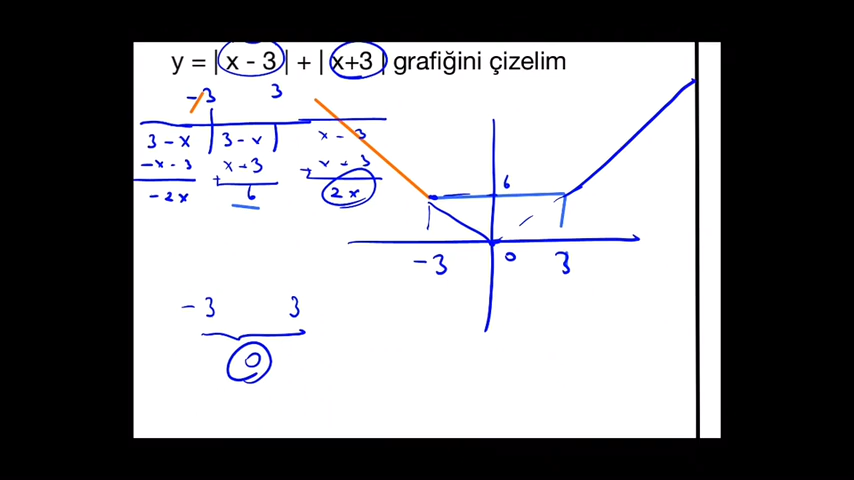 y = | x - 3 | + | x+3 | grafiğini çizelim
-3 3
3-x 3-x x-3
-x-3 x+3 x+3
+ +
-2x 6 2x
6
-3 0 3
-3 3
0